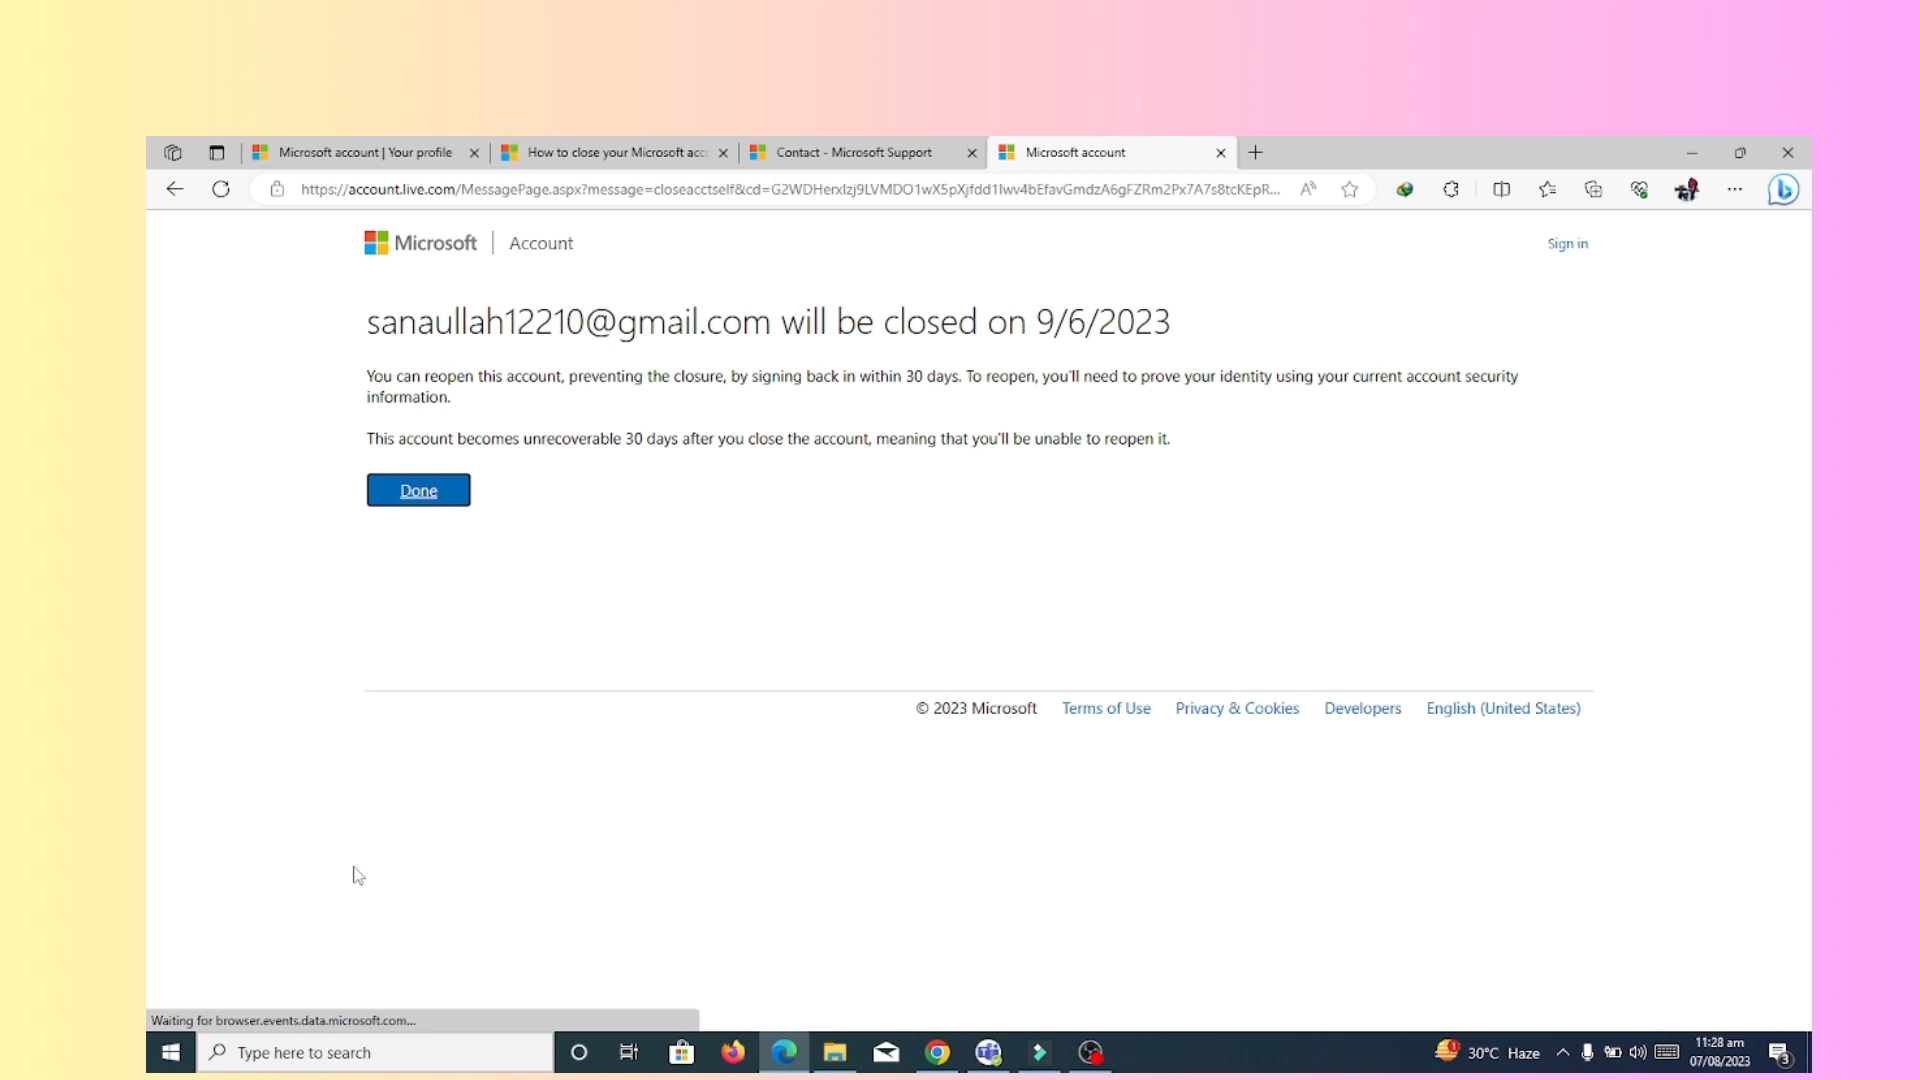 Microsoft account | Your profile
How to close your Microsoft acc
Contact - Microsoft Support
Microsoft account
https://account.live.com/MessagePage.aspx?message=closeacctself&cd=G2WDHerxIzj9LVMDO1wX5pXjfdd1Iwv4bEfavGmdzA6gFZRm2Px7A7s8tcKEpR...
Microsoft | Account
Sign in
sanaullah12210@gmail.com will be closed on 9/6/2023
You can reopen this account, preventing the closure, by signing back in within 30 days. To reopen, you'll need to prove your identity using your current account security
information.
This account becomes unrecoverable 30 days after you close the account, meaning that you'll be unable to reopen it.
Done
© 2023 Microsoft Terms of Use Privacy & Cookies Developers English (United States)
Waiting for browser.events.data.microsoft.com...
Type here to search
30°C Haze
11:28 am
07/08/2023
3